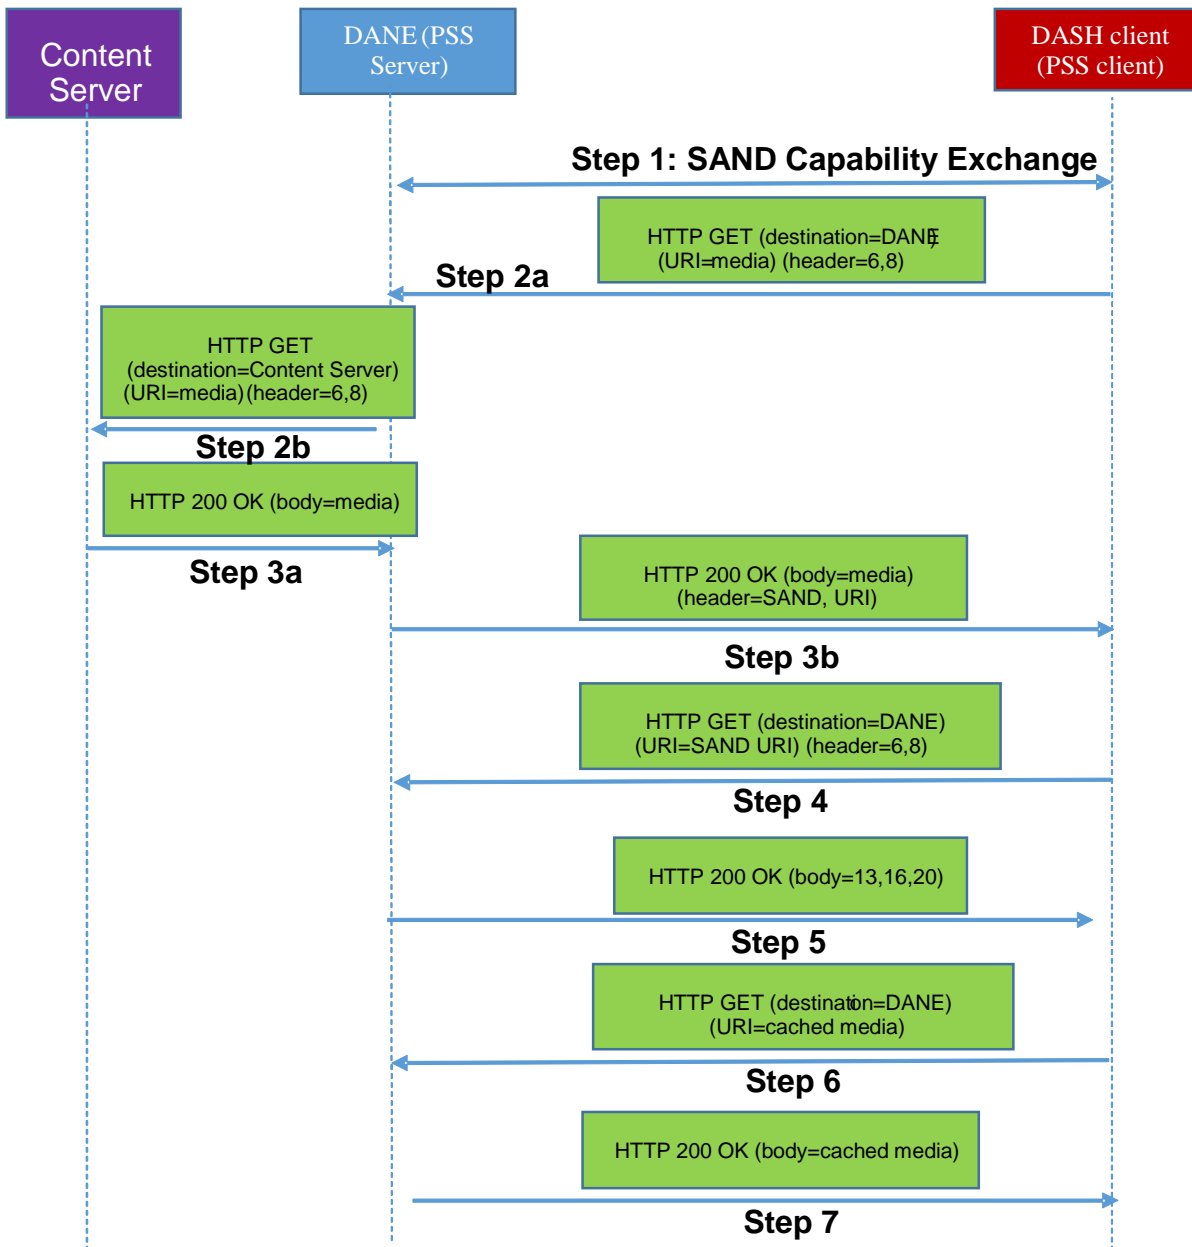 Content
Server
DANE (PSS
Server)
DASH client
(PSS client)
Step 1: SAND Capability Exchange
HTTP GET (destination=DANE)
(URI=media) (header=6,8)
Step 2a
HTTP GET
(destination=Content Server)
(URI=media) (header=6,8)
Step 2b
HTTP 200 OK (body=media)
Step 3a
HTTP 200 OK (body=media)
(header=SAND, URI)
Step 3b
HTTP GET (destination=DANE)
(URI=SAND URI) (header=6,8)
Step 4
HTTP 200 OK (body=13,16,20)
Step 5
HTTP GET (destination=DANE)
(URI=cached media)
Step 6
HTTP 200 OK (body=cached media)
Step 7